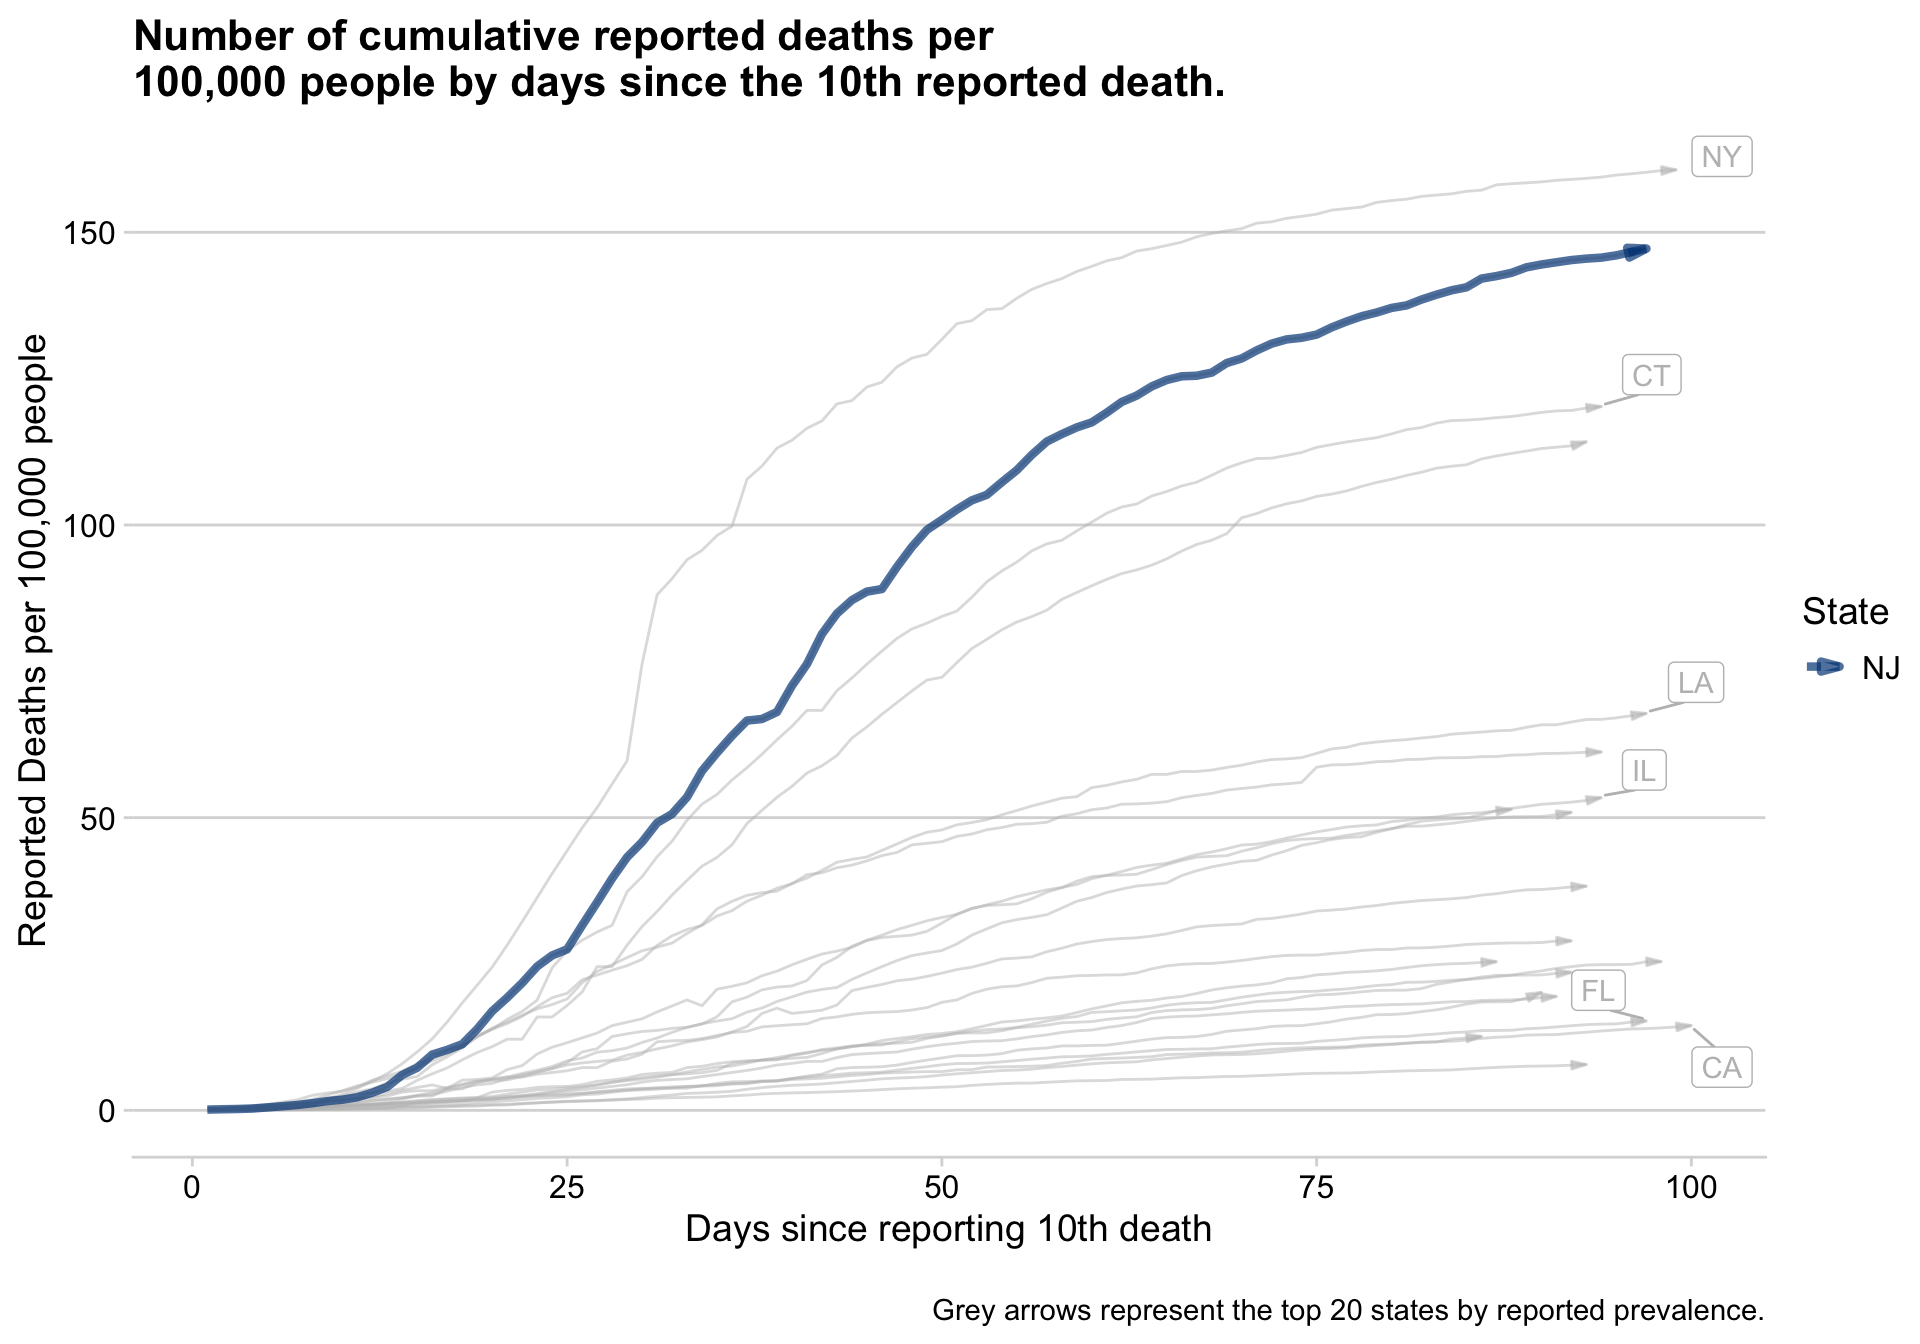 Number of cumulative reported deaths per
100,000 people by days since the 10th reported death.
Reported Deaths per 100,000 people
150
100
50
0
NY
CT
LA
IL
FL
CA
State
NJ
0 25 50 75 100
Days since reporting 10th death
Grey arrows represent the top 20 states by reported prevalence.